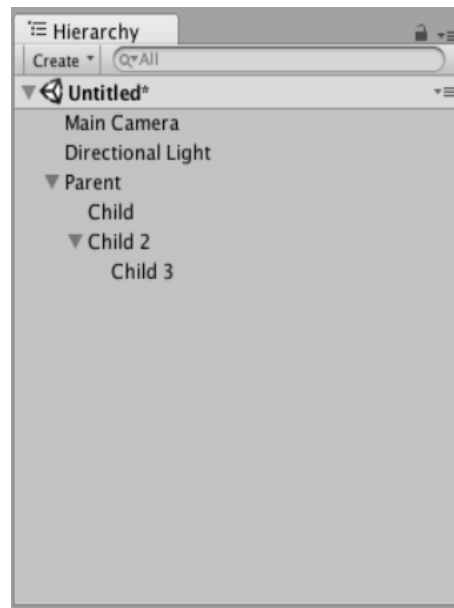 Hierarchy
Create All
Untitled*
Main Camera
Directional Light
Parent
Child
Child 2
Child 3